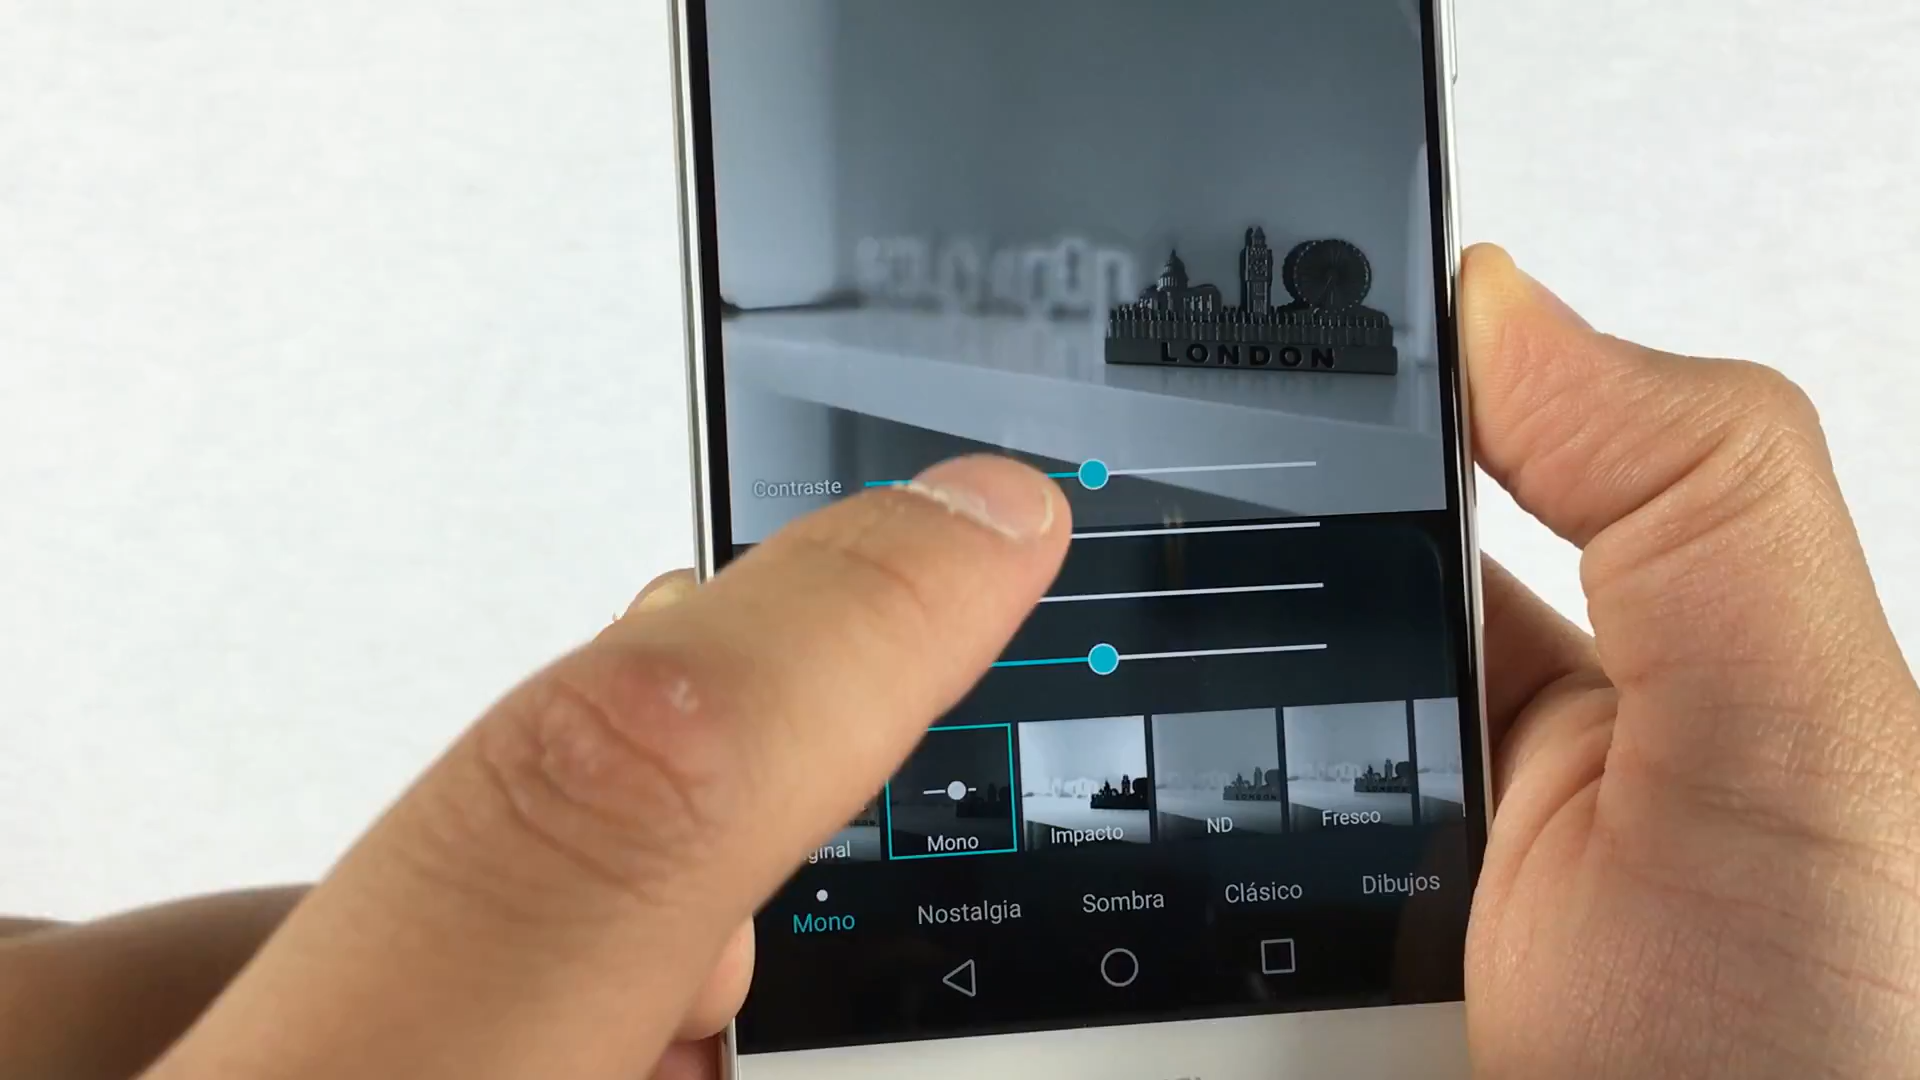 LONDON
Contraste
Mono
Impacto
ND
Fresco
Mono
Nostalgia
Sombra
Clásico
Dibujos